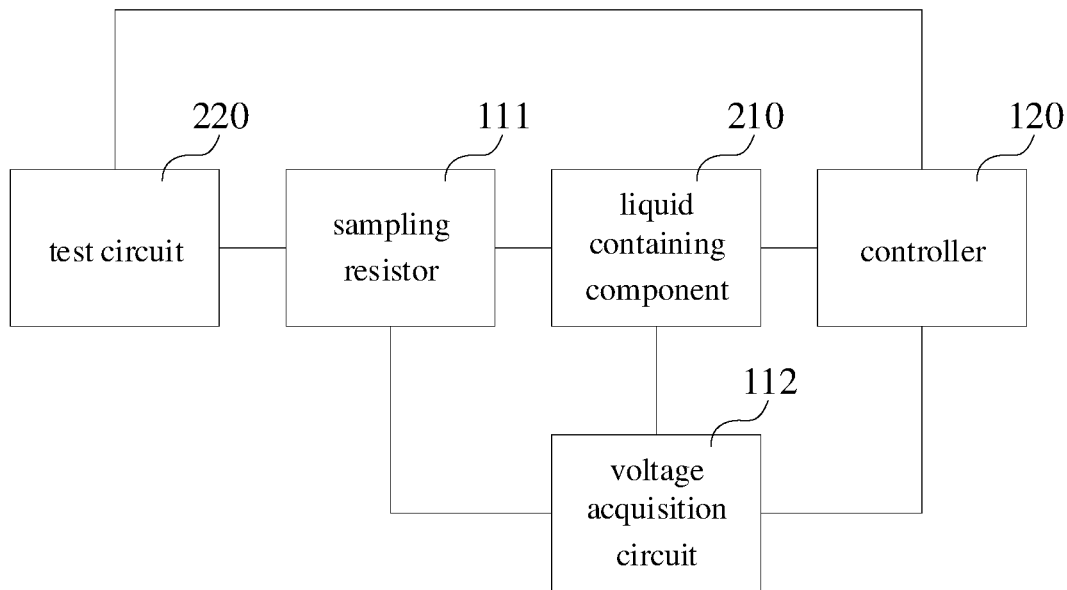 220
111
210
120
test circuit
sampling
resistor
liquid
containing
component
controller
112
voltage
acquisition
circuit